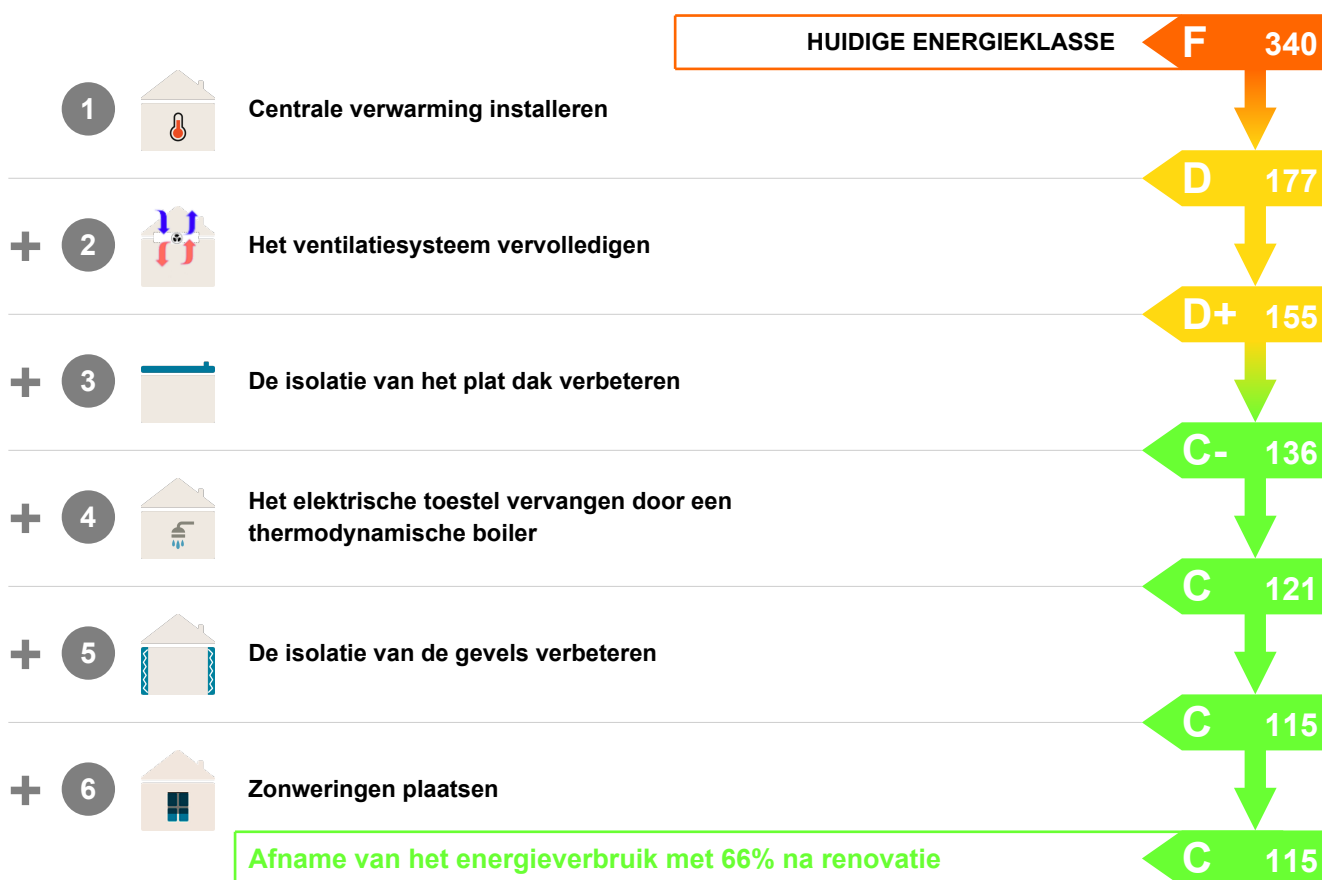 HUIDIGE ENERGIEKLASSE F 340
1 Centrale verwarming installeren
D 177
+ 2 Het ventilatiesysteem vervolledigen
D+ 155
+ 3 De isolatie van het plat dak verbeteren
C- 136
+ 4 Het elektrische toestel vervangen door een
thermodynamische boiler
C 121
+ 5 De isolatie van de gevels verbeteren
C 115
+ 6 Zonweringen plaatsen
Afname van het energieverbruik met 66% na renovatie C 115